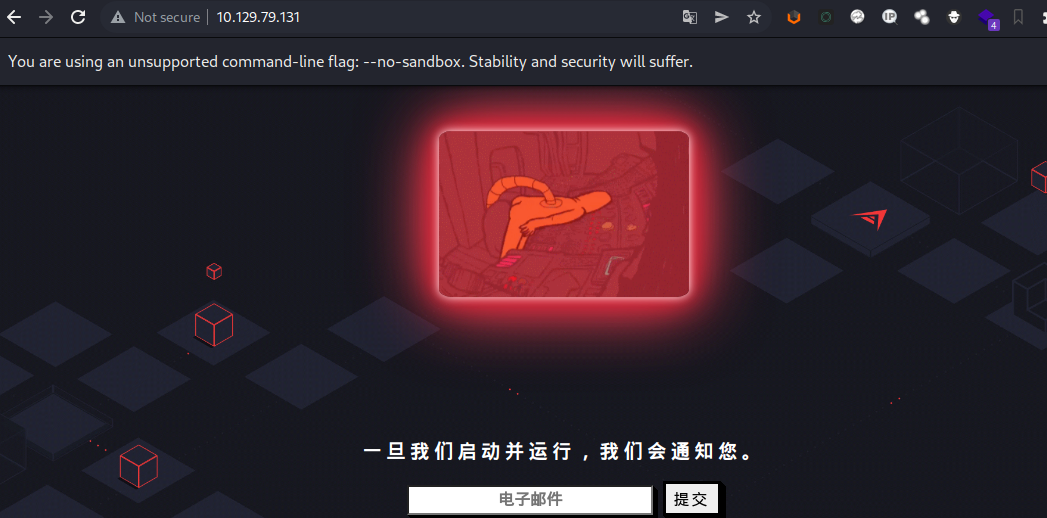 Not secure 10.129.79.131
IP
4
You are using an unsupported command-line flag: --no-sandbox. Stability and security will suffer.
一旦我们启动并运行，我们会通知您。
电子邮件 提交